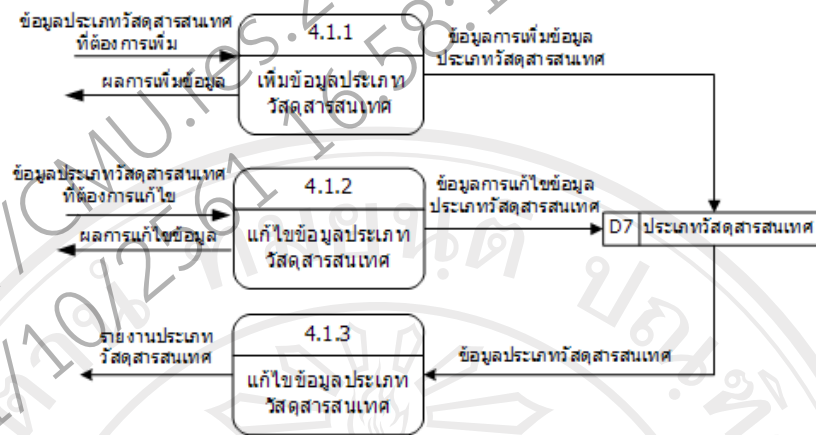 ข้อมูลประเภทวัสดุสารสนเทศ
ที่ต้องการเพิ่ม
ผลการเพิ่มข้อมูล
4.1.1
เพิ่มข้อมูลประเภท
วัสดุสารสนเทศ
ข้อมูลการเพิ่มข้อมูล
ประเภทวัสดุสารสนเทศ
ข้อมูลประเภทวัสดุสารสนเทศ
ที่ต้องการแก้ไข
ผลการแก้ไขข้อมูล
4.1.2
แก้ไขข้อมูลประเภท
วัสดุสารสนเทศ
ข้อมูลการแก้ไขข้อมูล
ประเภทวัสดุสารสนเทศ
D7 ประเภทวัสดุสารสนเทศ
รายงานประเภท
วัสดุสารสนเทศ
4.1.3
แก้ไขข้อมูลประเภท
วัสดุสารสนเทศ
ข้อมูลประเภทวัสดุสารสนเทศ
/CMU.res.
/10/2561 16:58: